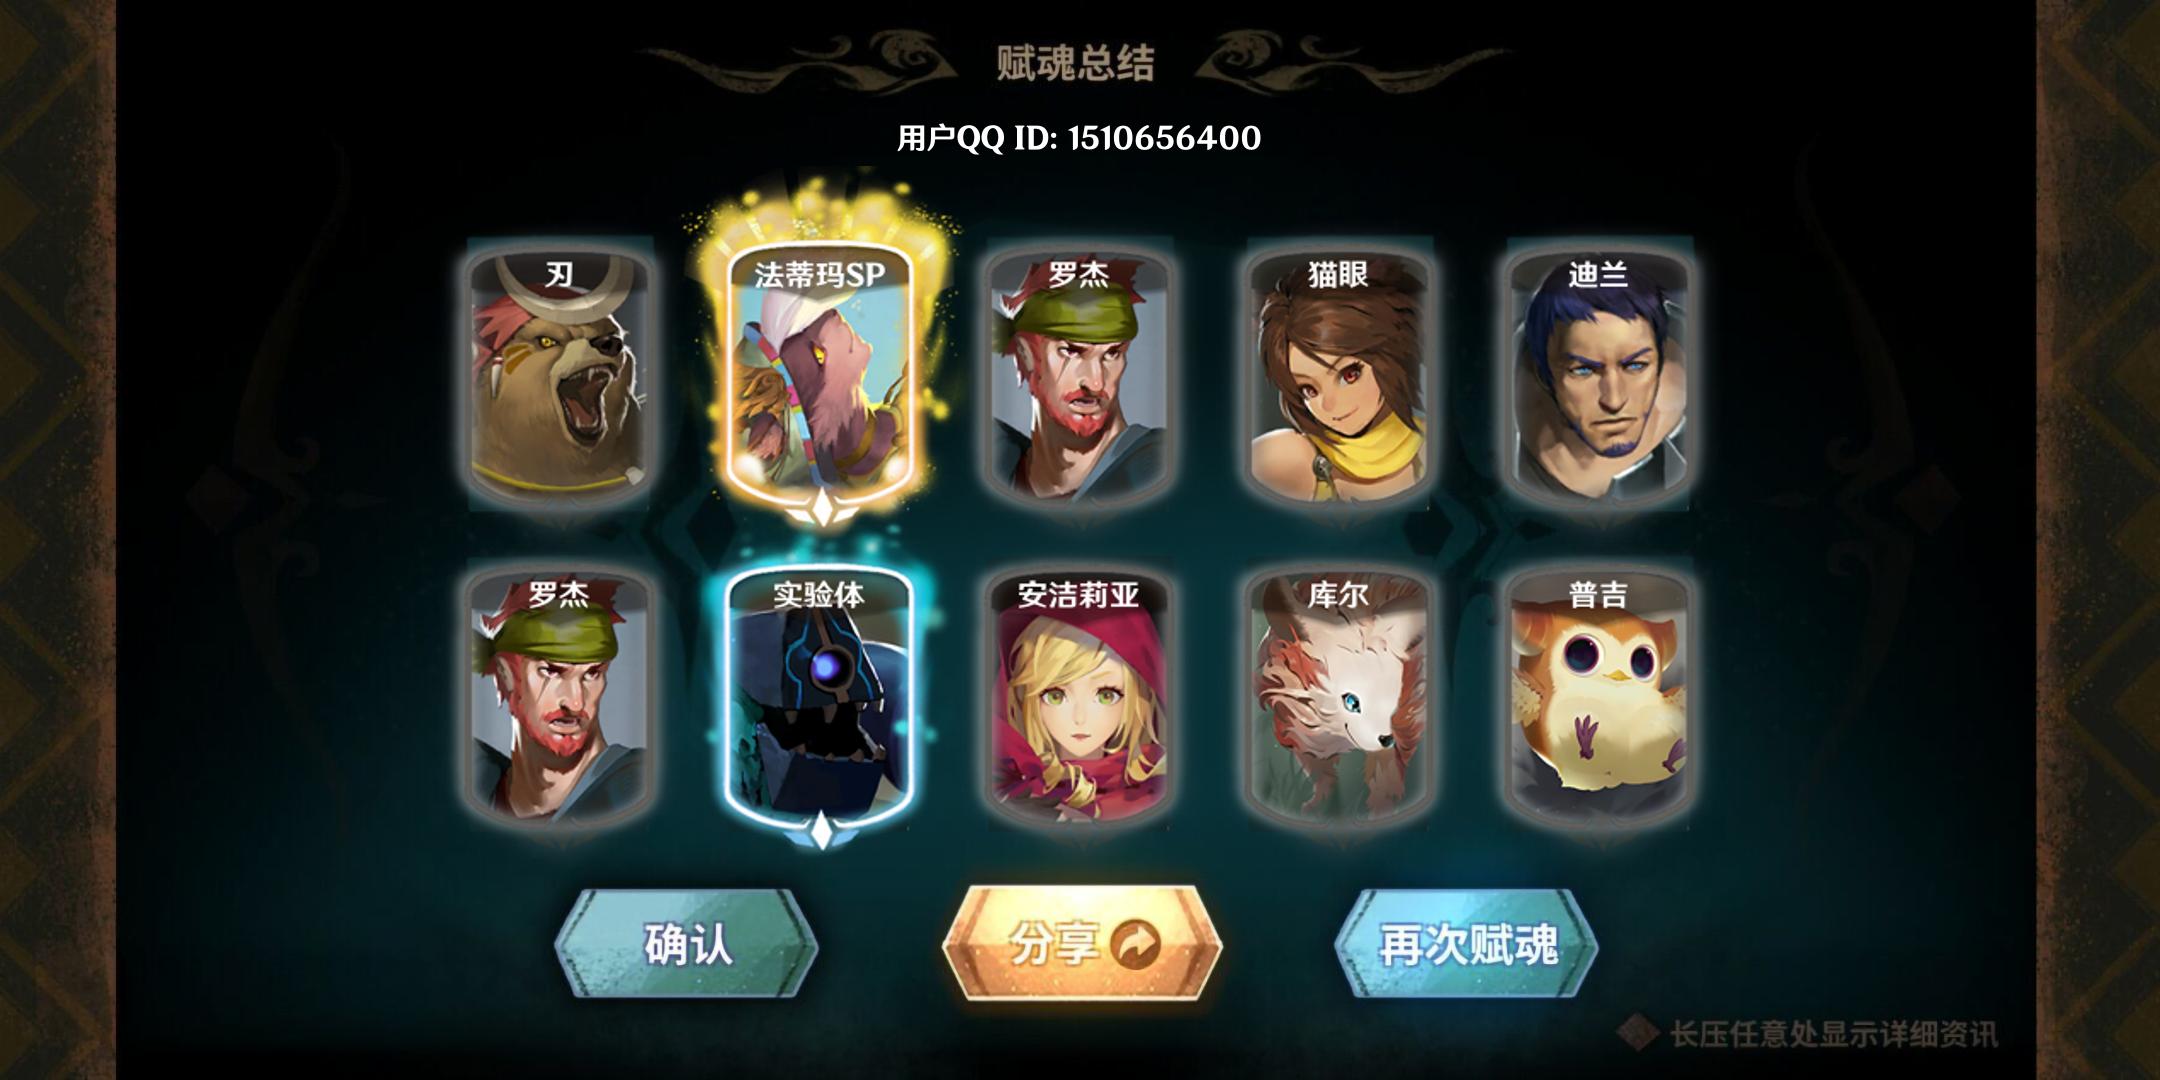 赋魂总结
用户QQ ID: 1510656400
刃
法蒂玛SP
罗杰
猫眼
迪兰
罗杰
实验体
安洁莉亚
库尔
普吉
确认
分享
再次赋魂
长压任意处显示详细资讯